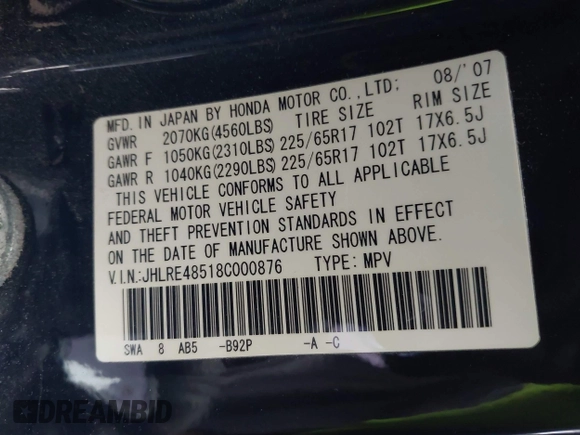 MFD. IN JAPAN BY HONDA MOTOR CO.,LTD; 08/'07
GVWR 2070KG(4560LBS) TIRE SIZE RIM SIZE
GAWR F 1050KG(2310LBS) 225/65R17 102T 17X6.5J
GAWR R 1040KG(2290LBS) 225/65R17 102T 17X6.5J
THIS VEHICLE CONFORMS TO ALL APPLICABLE
FEDERAL MOTOR VEHICLE SAFETY
AND THEFT PREVENTION STANDARDS IN EFFECT
ON THE DATE OF MANUFACTURE SHOWN ABOVE.
V.I.N.:JHLRE48518C000876 TYPE: MPV
SWA 8 AB5 -B92P -A -C
DREAMBID